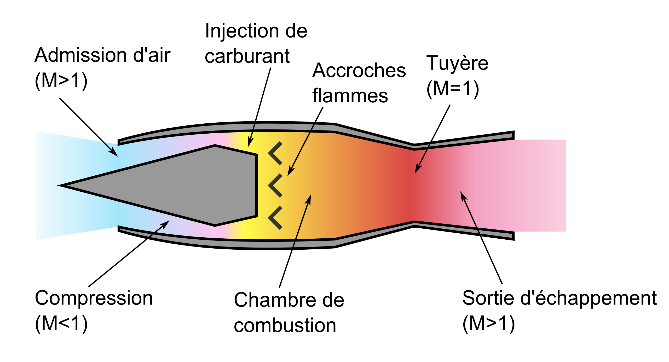 Admission d'air
(M>1)
Injection de
carburant
Accroches
flammes
Tuyère
(M=1)
Compression
(M<1)
Chambre de
combustion
Sortie d'échappement
(M>1)